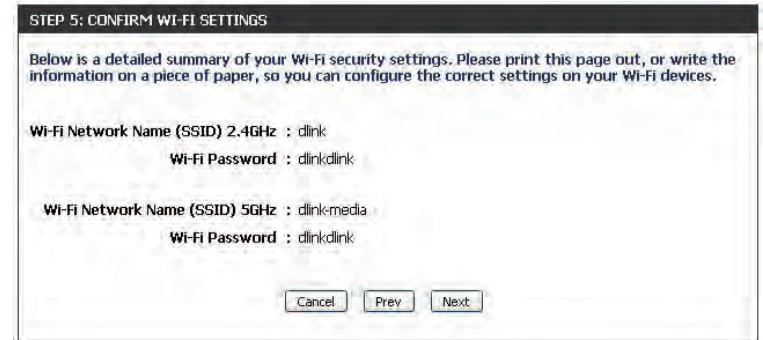 STEP 5: CONFIRM WI-FI SETTINGS
Below is a detailed summary of your Wi-Fi security settings. Please print this page out, or write the
information on a piece of paper, so you can configure the correct settings on your Wi-Fi devices.
Wi-Fi Network Name (SSID) 2.4GHz : dlink
Wi-Fi Password : dlinkdlink
Wi-Fi Network Name (SSID) 5GHz : dlink-media
Wi-Fi Password : dlinkdlink
Cancel Prev Next